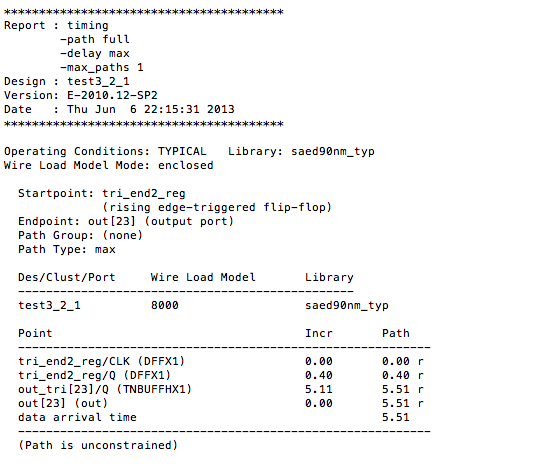 ****************************************
Report : timing
        -path full
        -delay max
        -max_paths 1
Design : test3_2_1
Version: E-2010.12-SP2
Date   : Thu Jun  6 22:15:31 2013
****************************************

Operating Conditions: TYPICAL   Library: saed90nm_typ
Wire Load Model Mode: enclosed

  Startpoint: tri_end2_reg
              (rising edge-triggered flip-flop)
  Endpoint: out[23] (output port)
  Path Group: (none)
  Path Type: max

  Des/Clust/Port     Wire Load Model       Library
  ------------------------------------------------
  test3_2_1          8000                  saed90nm_typ

  Point                                    Incr       Path
  -----------------------------------------------------------
  tri_end2_reg/CLK (DFFX1)                 0.00       0.00 r
  tri_end2_reg/Q (DFFX1)                   0.40       0.40 r
  out_tri[23]/Q (TNBUFFHX1)                5.11       5.51 r
  out[23] (out)                            0.00       5.51 r
  data arrival time                                   5.51
  -----------------------------------------------------------
  (Path is unconstrained)